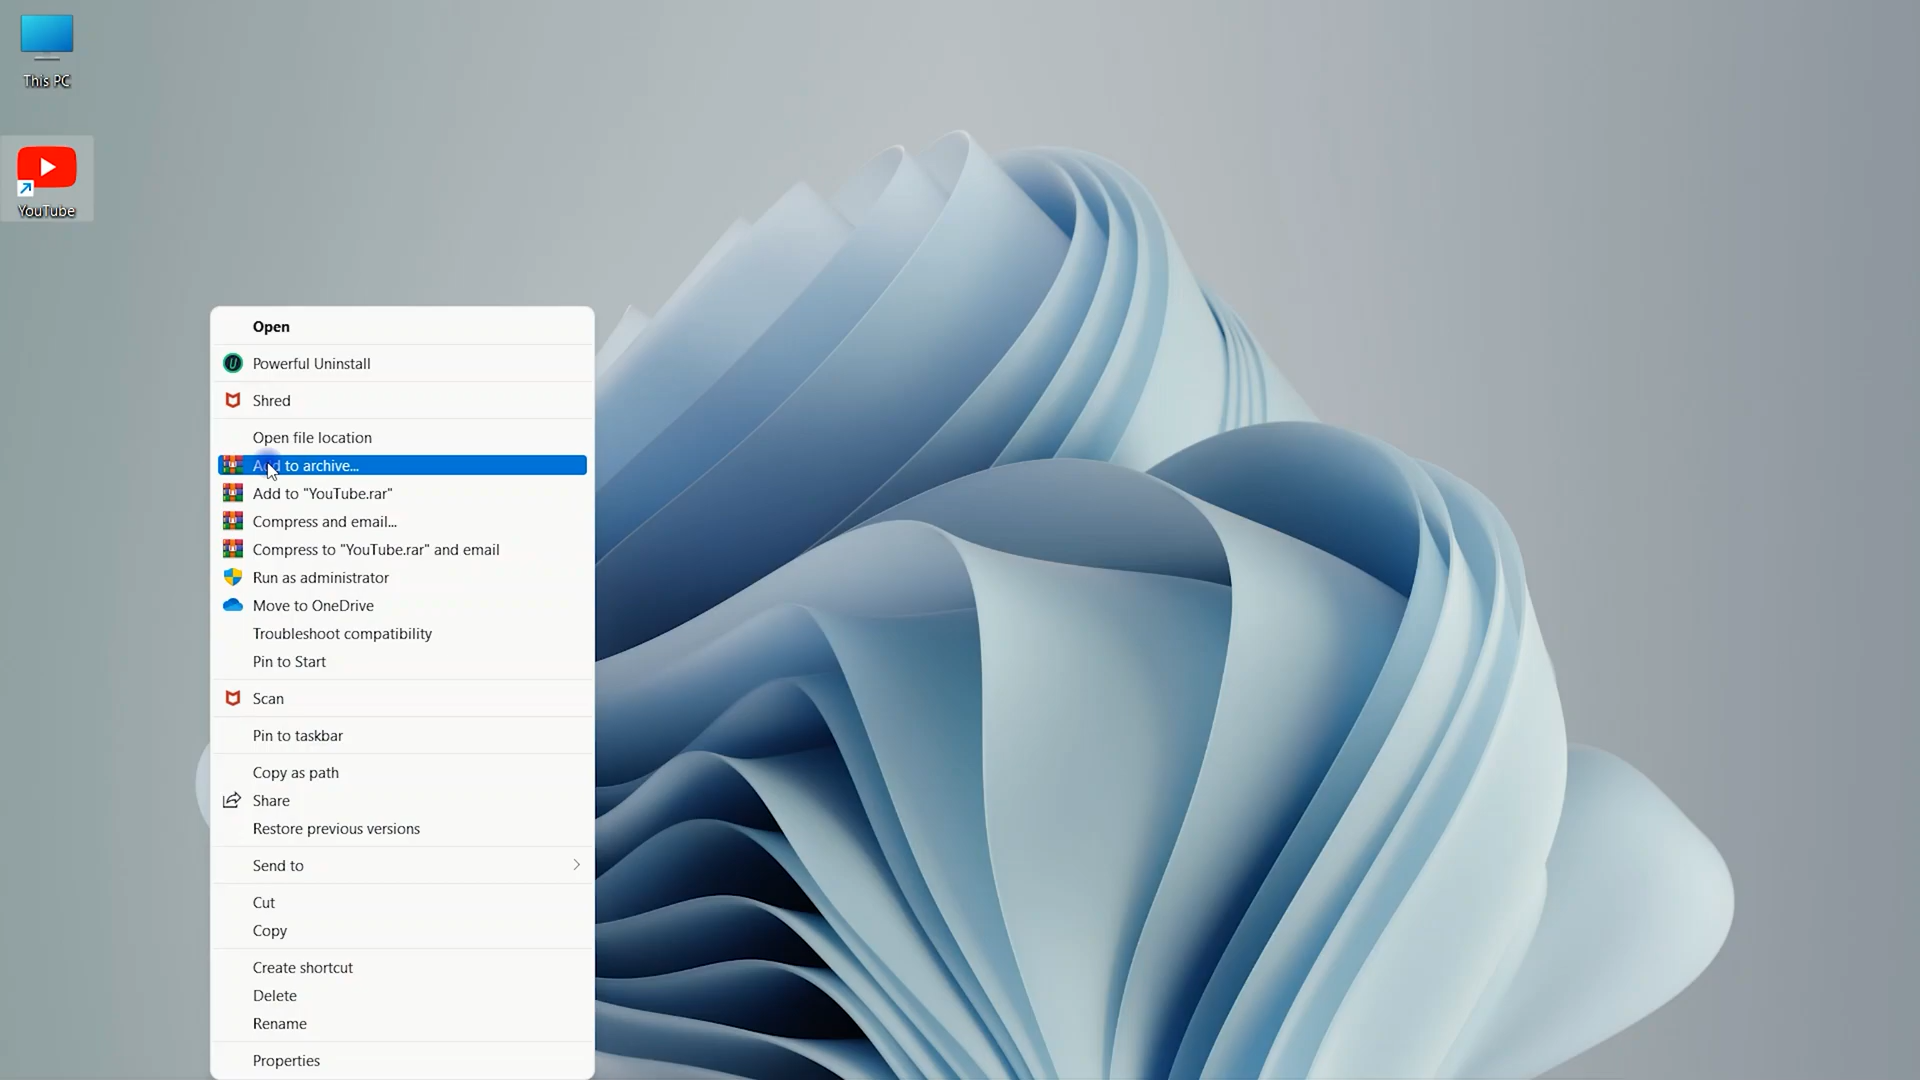 This PC
YouTube
Open
Powerful Uninstall
Shred
Open file location
Add to archive...
Add to "YouTube.rar"
Compress and email...
Compress to "YouTube.rar" and email
Run as administrator
Move to OneDrive
Troubleshoot compatibility
Pin to Start
Scan
Pin to taskbar
Copy as path
Share
Restore previous versions
Send to
Cut
Copy
Create shortcut
Delete
Rename
Properties